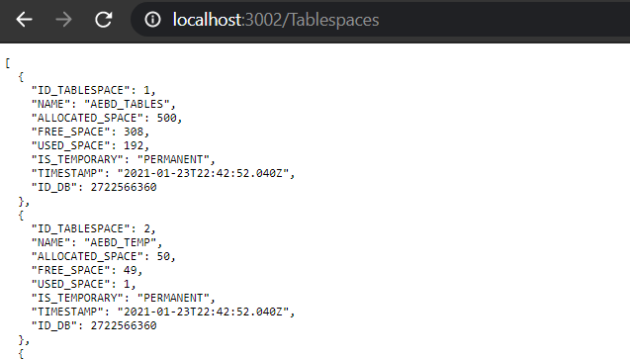 localhost:3002/Tablespaces
[
  {
    "ID_TABLESPACE": 1,
    "NAME": "AEBD_TABLES",
    "ALLOCATED_SPACE": 500,
    "FREE_SPACE": 308,
    "USED_SPACE": 192,
    "IS_TEMPORARY": "PERMANENT",
    "TIMESTAMP": "2021-01-23T22:42:52.040Z",
    "ID_DB": 2722566360
  },
  {
    "ID_TABLESPACE": 2,
    "NAME": "AEBD_TEMP",
    "ALLOCATED_SPACE": 50,
    "FREE_SPACE": 49,
    "USED_SPACE": 1,
    "IS_TEMPORARY": "PERMANENT",
    "TIMESTAMP": "2021-01-23T22:42:52.040Z",
    "ID_DB": 2722566360
  },
  {